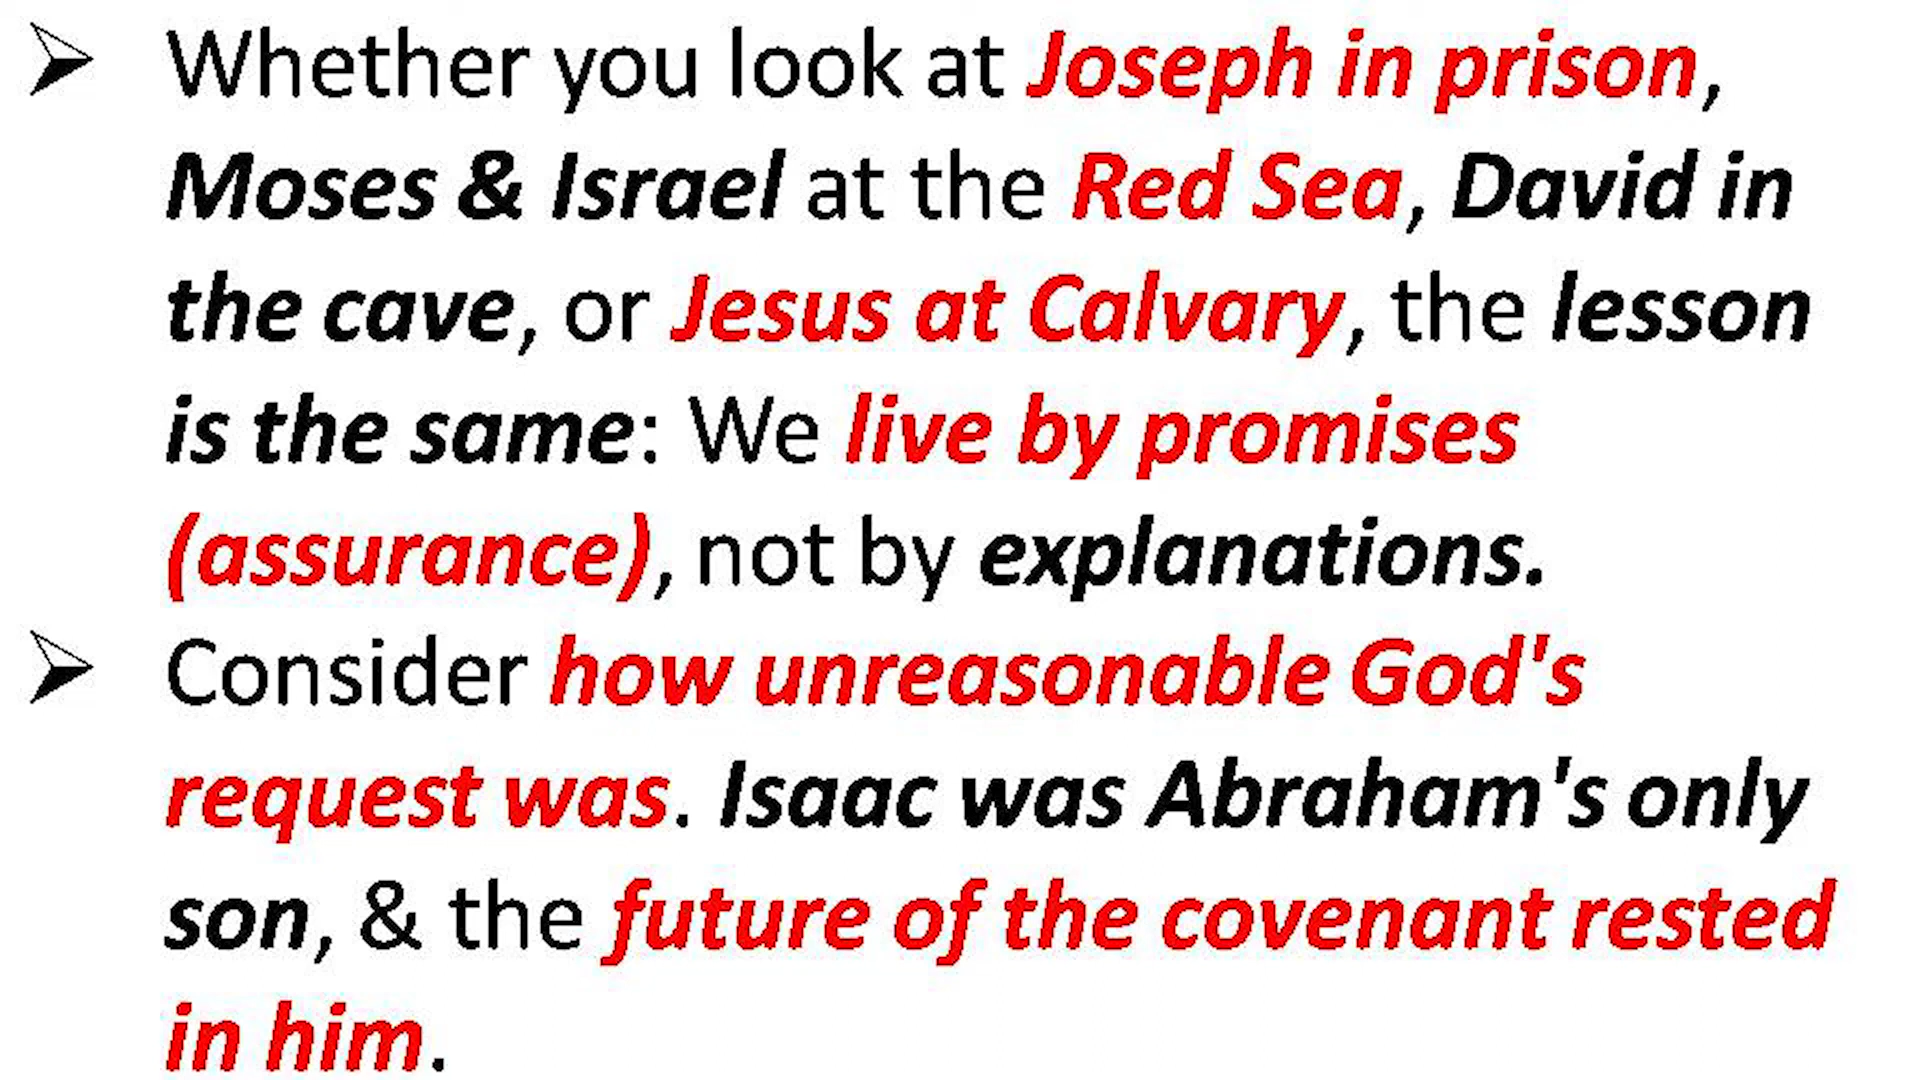 ➢ Whether you look at Joseph in prison,
Moses & Israel at the Red Sea, David in
the cave, or Jesus at Calvary, the lesson
is the same: We live by promises
(assurance), not by explanations.
➢ Consider how unreasonable God's
request was. Isaac was Abraham's only
son, & the future of the covenant rested
in him.